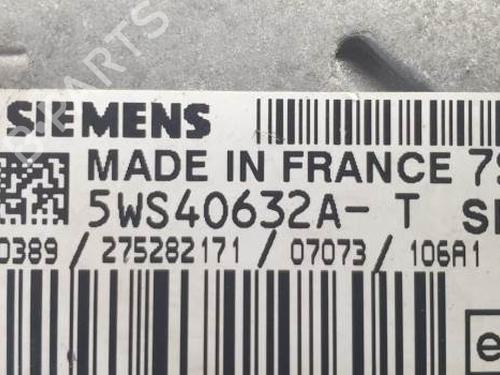 SIEMENS
MADE IN FRANCE
5WS40632A- T
0389/275282171/07073/106A1